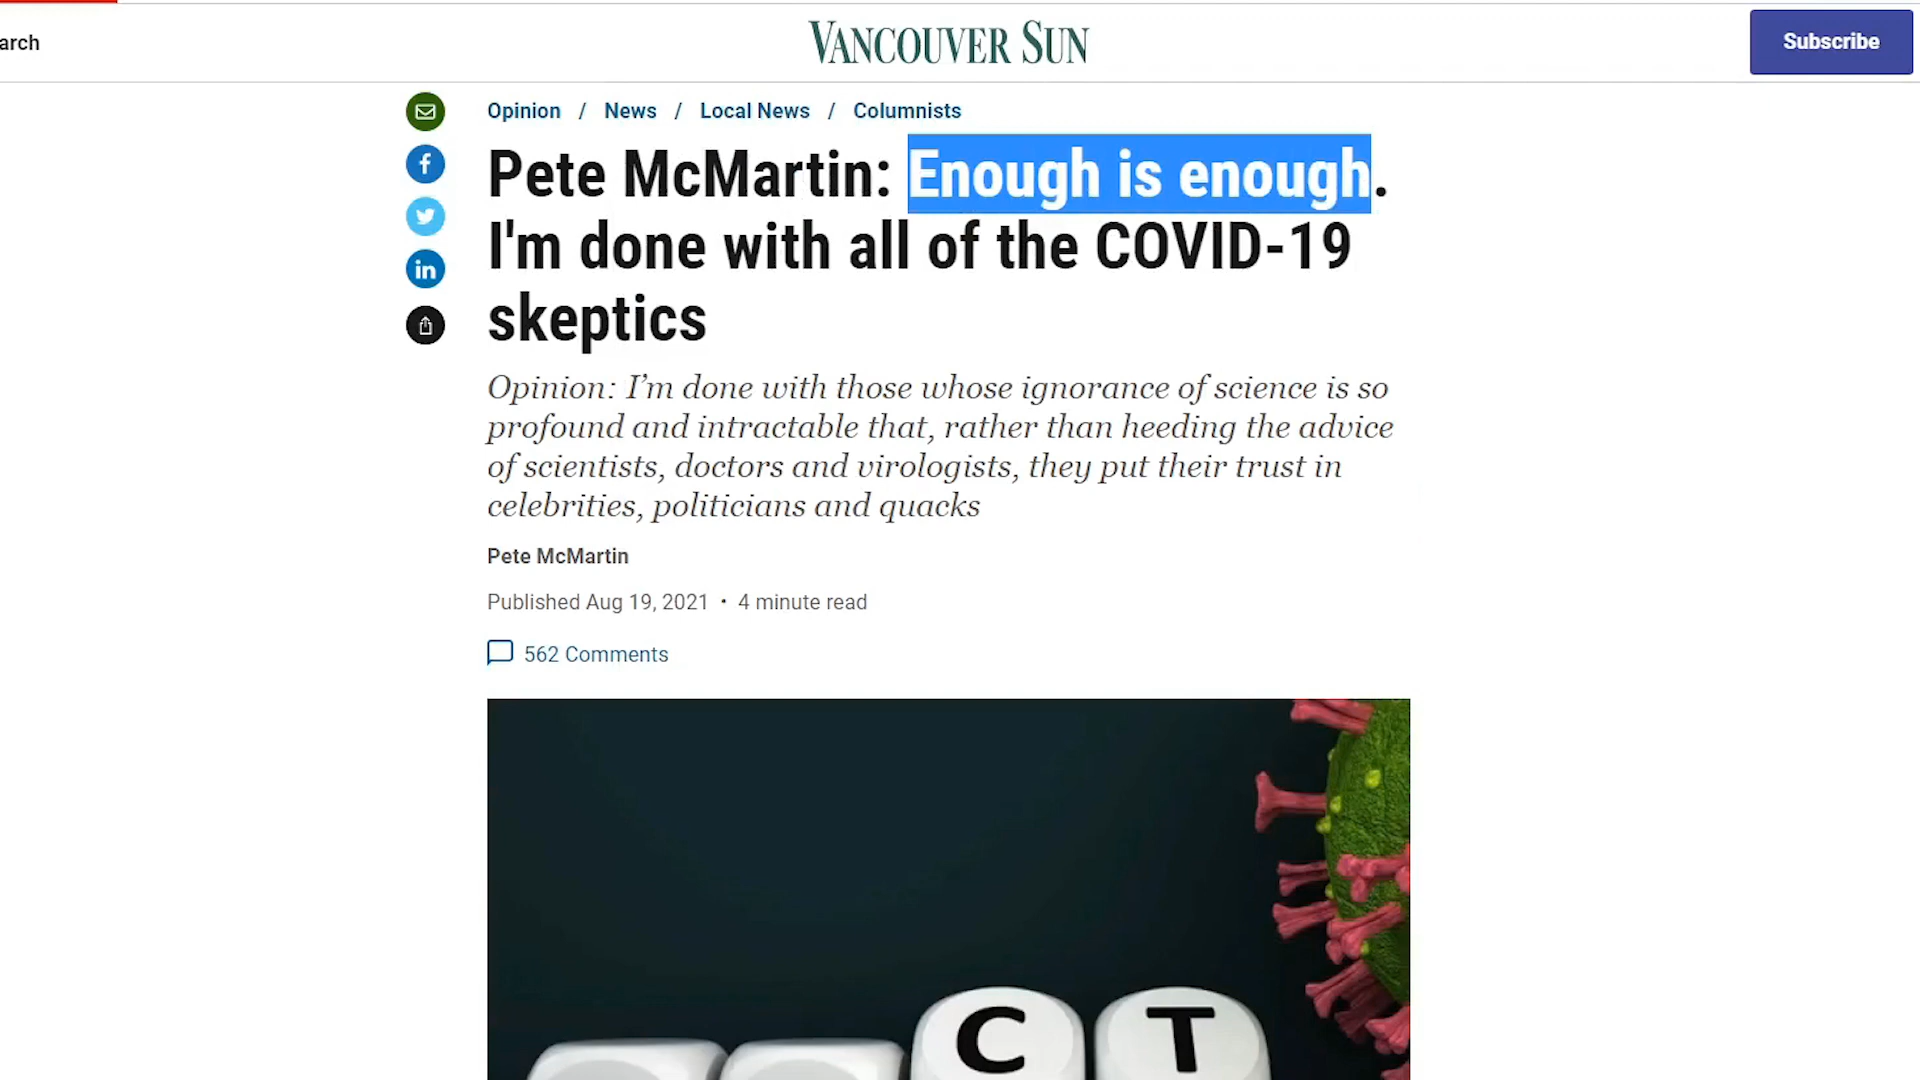 arch
VANCOUVER SUN
Subscribe
Opinion / News / Local News / Columnists
Pete McMartin: Enough is enough.
I'm done with all of the COVID-19
skeptics
Opinion: I’m done with those whose ignorance of science is so
profound and intractable that, rather than heeding the advice
of scientists, doctors and virologists, they put their trust in
celebrities, politicians and quacks
Pete McMartin
Published Aug 19, 2021 • 4 minute read
562 Comments
C T